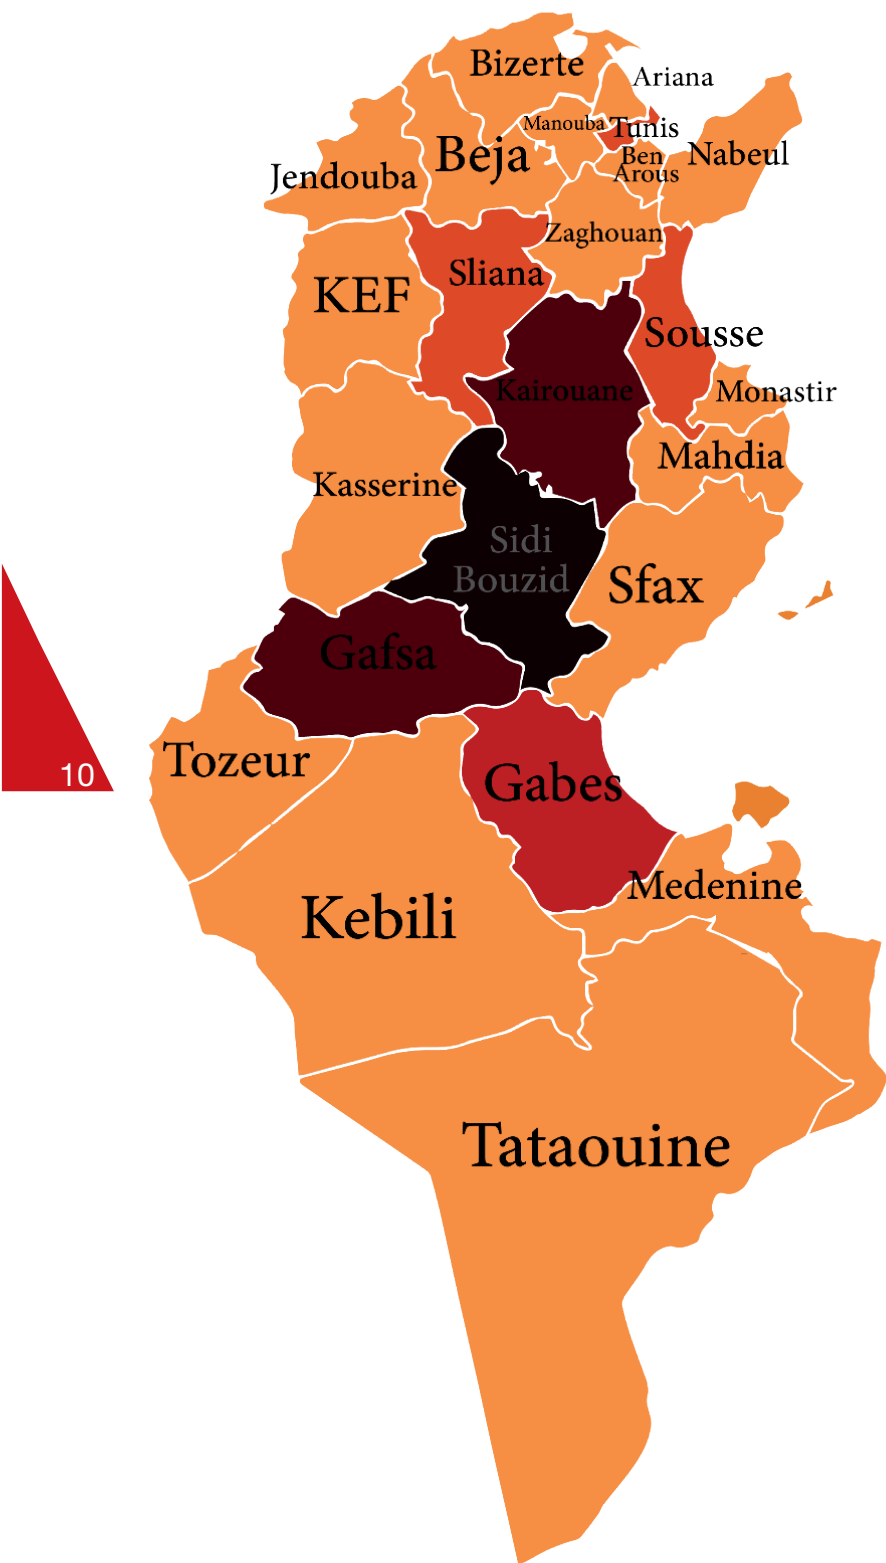 Bizerte
Ariana
Manouba
Tunis
Beja
Ben
Arous
Nabeul
Jendouba
Zaghouan
Sliana
KEF
Sousse
Kairouane
Monastir
Mahdia
Kasserine
Sidi
Bouzid
Sfax
Gafsa
Tozeur
10
Gabes
Medenine
Kebili
Tataouine